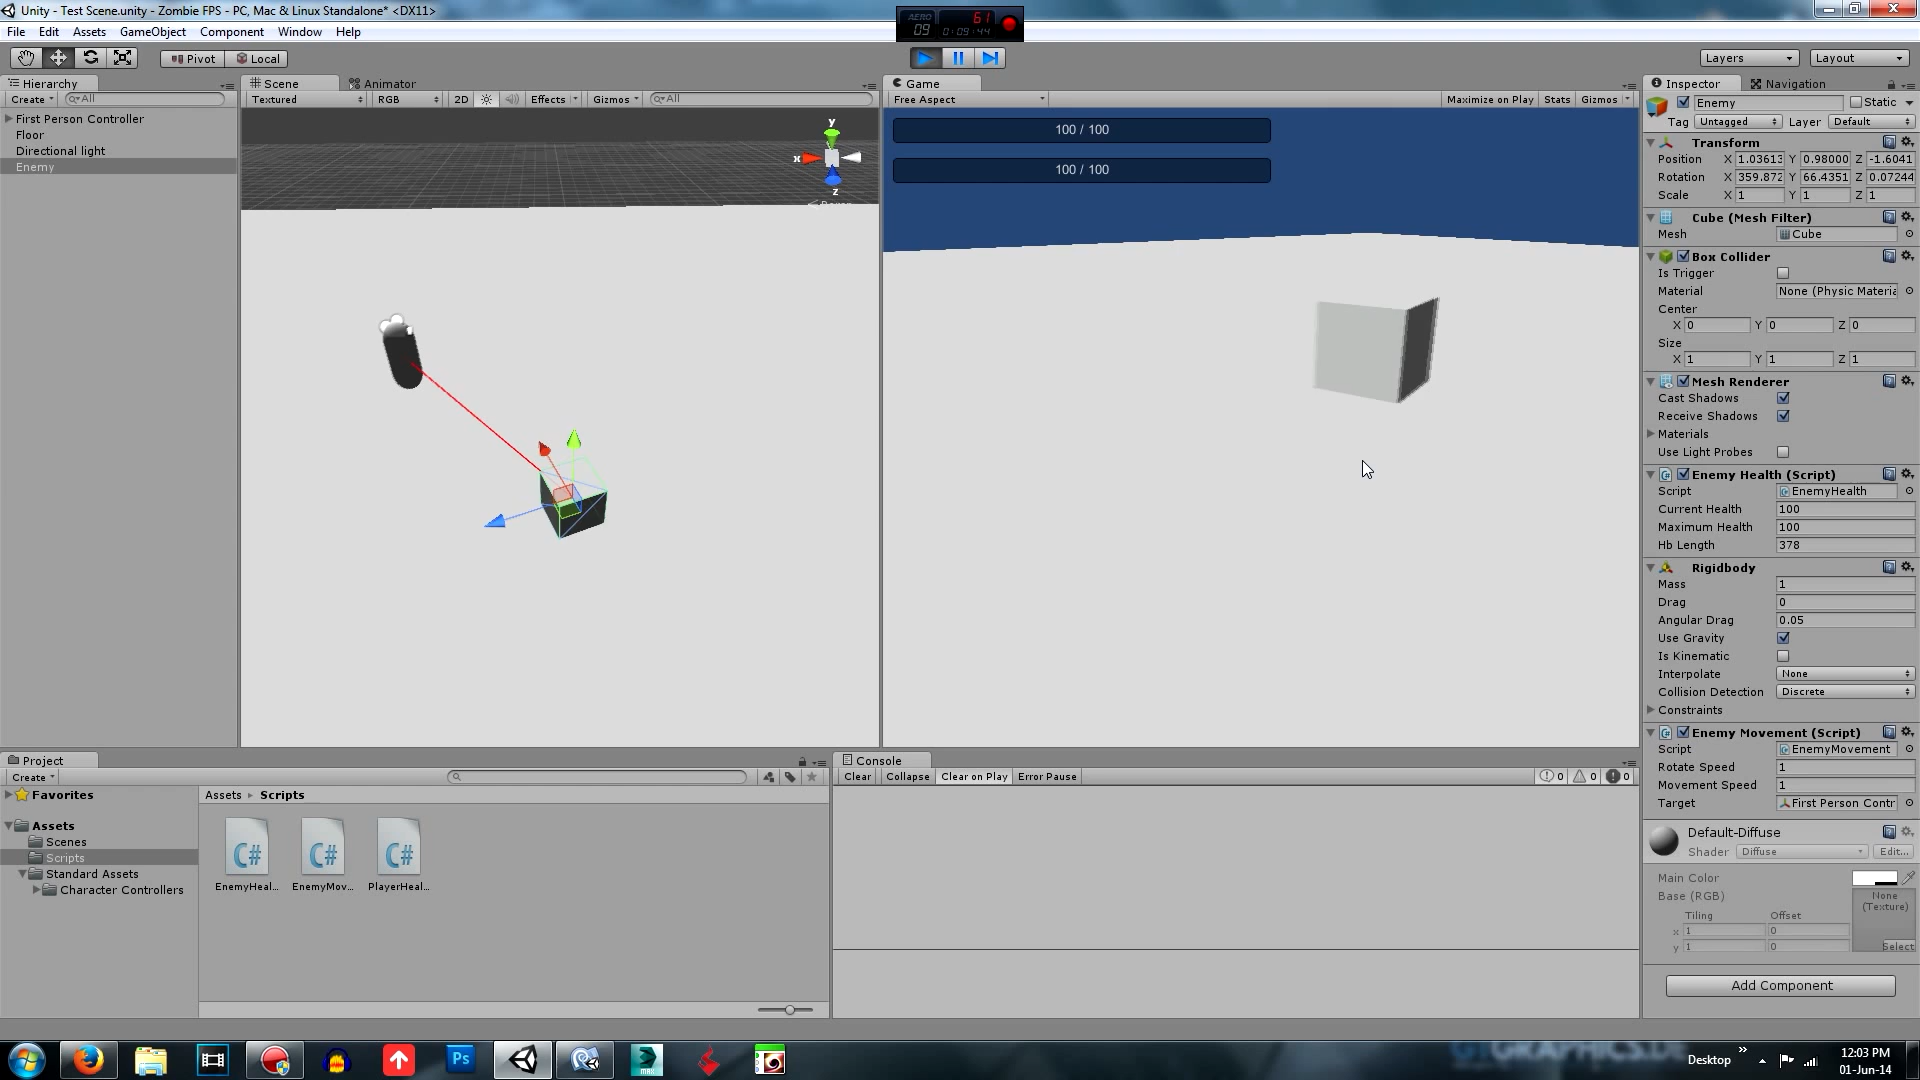 Unity - Test Scene.unity - Zombie FPS - PC, Mac & Linux Standalone* <DX11>
AERO 09 61 0:09:44
File Edit Assets GameObject Component Window Help
Pivot Local Layers Layout
Hierarchy
Create All
First Person Controller
Floor
Directional light
Enemy
Scene Animator
Textured RGB 2D Effects Gizmos All
y
x
z
Game
Free Aspect Maximize on Play Stats Gizmos
100 / 100
100 / 100
Inspector Navigation
Enemy Static
Tag Untagged Layer Default
Transform
Position X 1.03613 Y 0.98000 Z -1.6041
Rotation X 359.872 Y 66.4351 Z 0.07244
Scale X 1 Y 1 Z 1
Cube (Mesh Filter)
Mesh Cube
Box Collider
Is Trigger
Material None (Physic Materia
Center
X 0 Y 0 Z 0
Size
X 1 Y 1 Z 1
Mesh Renderer
Cast Shadows
Receive Shadows
Materials
Use Light Probes
Enemy Health (Script)
Script EnemyHealth
Current Health 100
Maximum Health 100
Hb Length 378
Rigidbody
Mass 1
Drag 0
Angular Drag 0.05
Use Gravity
Is Kinematic
Interpolate None
Collision Detection Discrete
Constraints
Enemy Movement (Script)
Script EnemyMovement
Rotate Speed 1
Movement Speed 1
Target First Person Contr
Default-Diffuse
Shader Diffuse Edit...
Main Color
Base (RGB) None
(Texture)
Tiling Offset
x 1 0
y 1 0
Select
Add Component
Project
Create
Favorites
Assets
Scenes
Scripts
Standard Assets
Character Controllers
Assets Scripts
C# C# C#
EnemyHeal... EnemyMov... PlayerHeal...
Console
Clear Collapse Clear on Play Error Pause 0 0 0
Ps
MAX
Desktop
12:03 PM
01-Jun-14